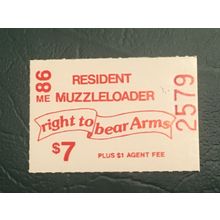 86
ME
RESIDENT
MUZZLELOADER
right to bear Arms
$7
PLUS $1 AGENT FEE
2579